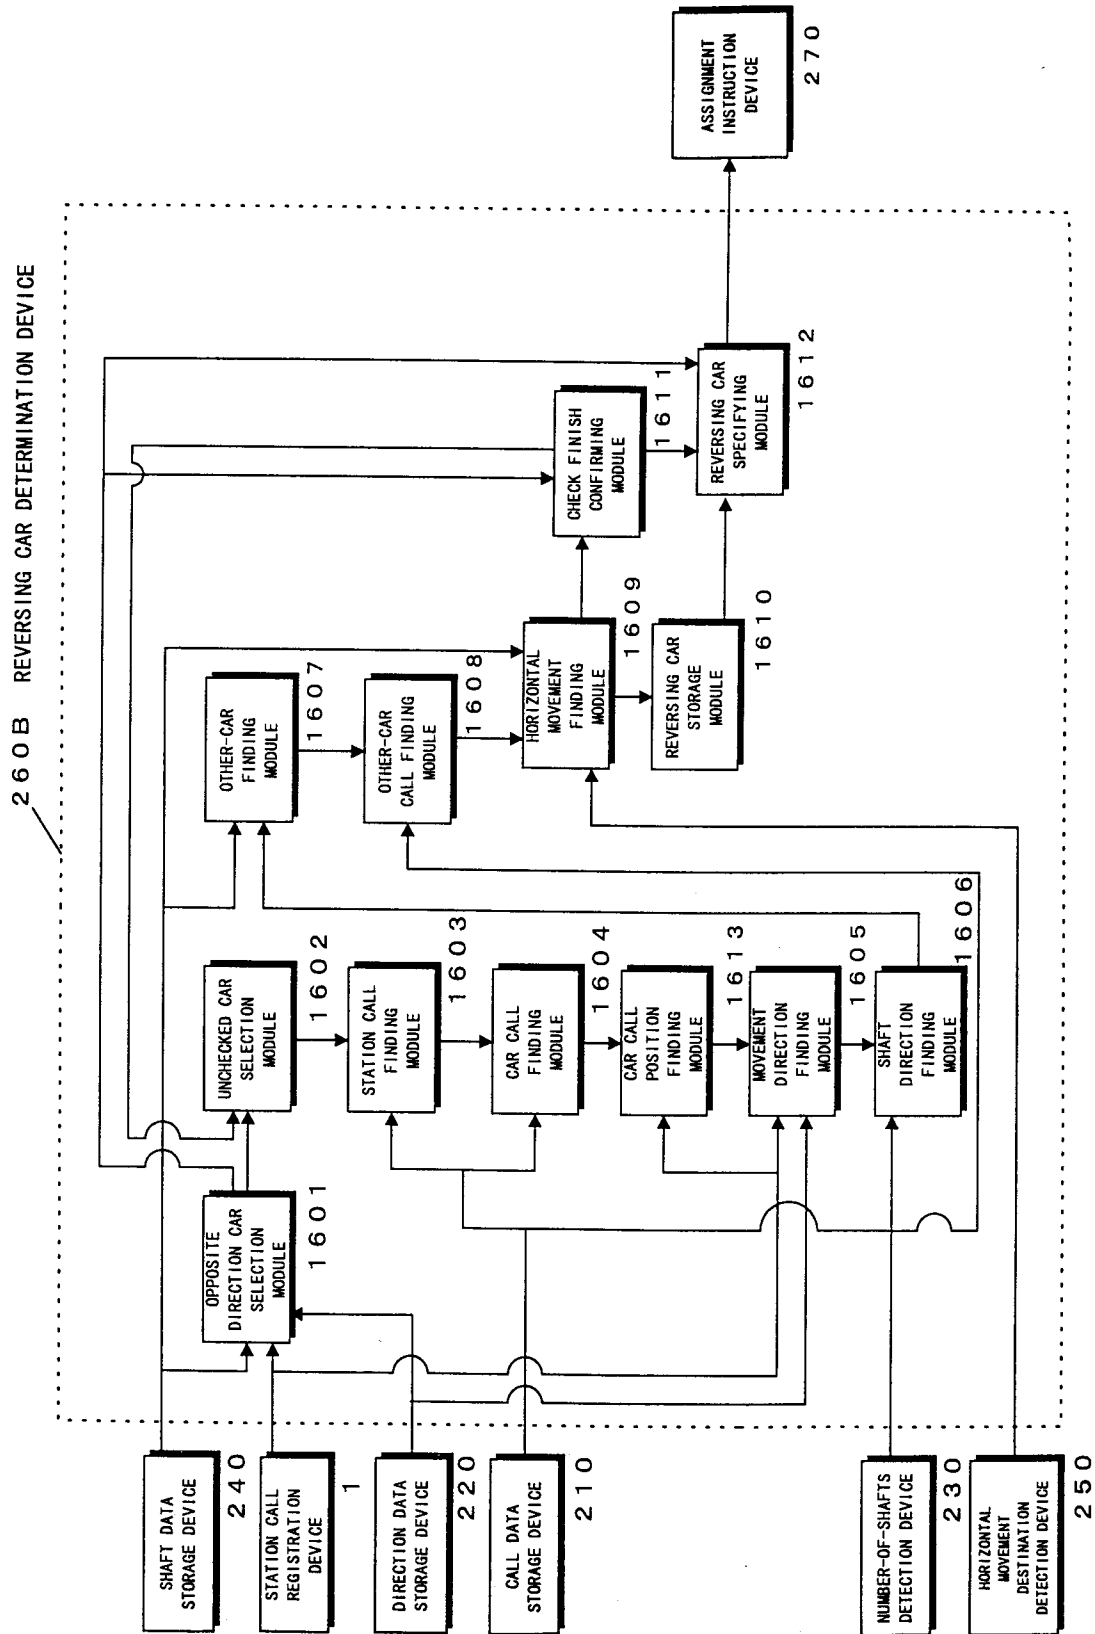 260B REVERSING CAR DETERMINATION DEVICE
SHAFT DATA
STORAGE DEVICE
240
STATION CALL
REGISTRATION
DEVICE
1
DIRECTION DATA
STORAGE DEVICE
220
CALL DATA
STORAGE DEVICE
210
NUMBER-OF-SHAFTS
DETECTION DEVICE
230
HORIZONTAL
MOVEMENT
DESTINATION
DETECTION DEVICE
250
OPPOSITE
DIRECTION CAR
SELECTION
MODULE
1601
UNCHECKED CAR
SELECTION
MODULE
1602
STATION CALL
FINDING
MODULE
1603
CAR CALL
FINDING
MODULE
1604
CAR CALL
POSITION
FINDING
MODULE
1613
MOVEMENT
DIRECTION
FINDING
MODULE
1605
SHAFT
DIRECTION
FINDING
MODULE
1606
OTHER-CAR
FINDING
MODULE
1607
OTHER-CAR
CALL FINDING
MODULE
1608
HORIZONTAL
MOVEMENT
FINDING
MODULE
1609
REVERSING CAR
STORAGE
MODULE
1610
CHECK FINISH
CONFIRMING
MODULE
1611
REVERSING CAR
SPECIFYING
MODULE
1612
ASSIGNMENT
INSTRUCTION
DEVICE
270